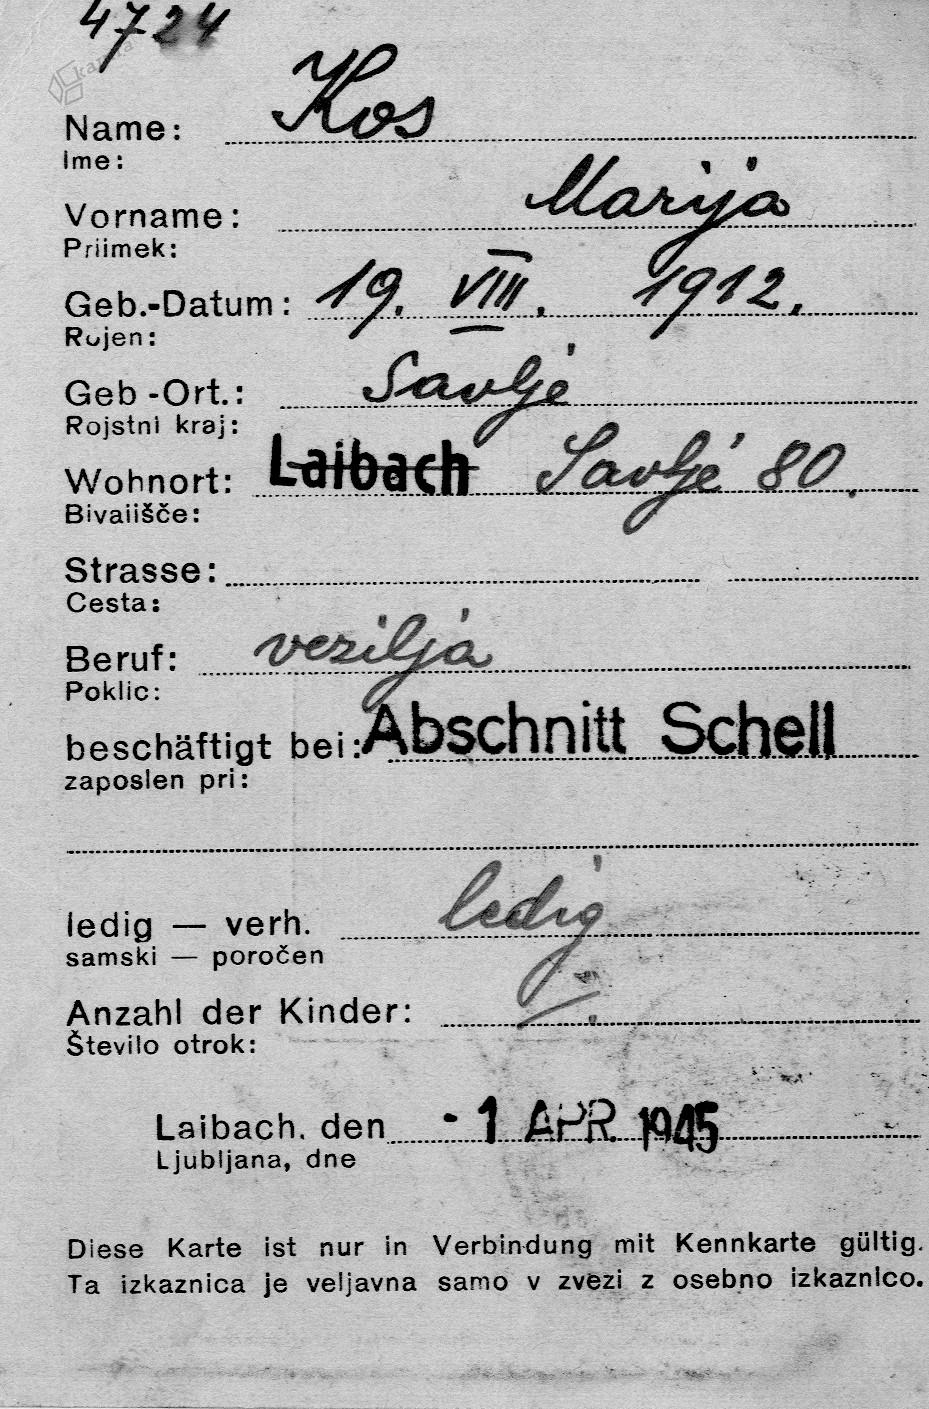 4724
kamra
Name: Kos
Ime:
Vorname: Marija
Priimek:
Geb.-Datum: 19. VIII. 1912.
Rojen:
Geb-Ort.: Savlje
Rojstni kraj:
Wohnort: Laibach Savlje 80.
Bivališče:
Strasse:
Cesta:
Beruf: vezilja
Poklic:
beschäftigt bei: Abschnitt Schell
zaposlen pri:
ledig — verh. ledig
samski — poročen
Anzahl der Kinder: /.
Število otrok:
Laibach, den - 1 APR. 1945
Ljubljana, dne
Diese Karte ist nur in Verbindung mit Kennkarte gültig.
Ta izkaznica je veljavna samo v zvezi z osebno izkaznico.